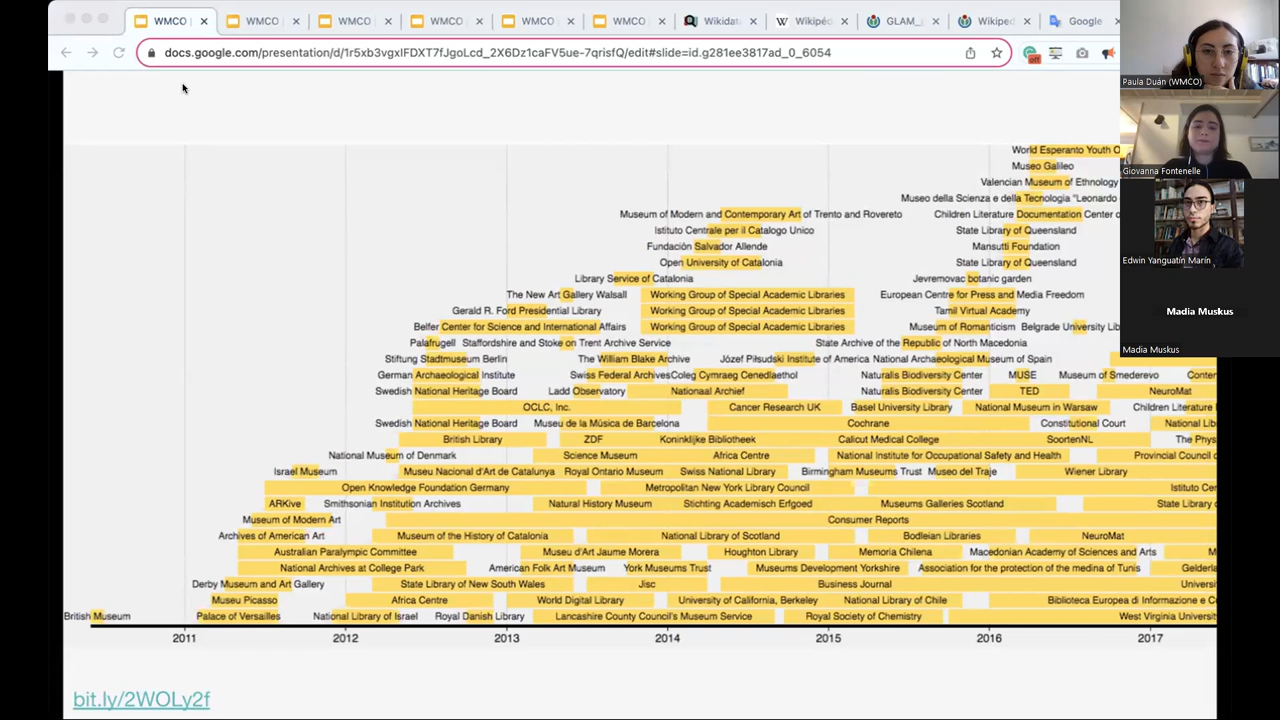 WMCO
WMCO
WMCO
WMCO
WMCO
WMCO
Wikidat
Wikipéd
GLAM_
Wikiped
Google
docs.google.com/presentation/d/1r5xb3vgxIFDXT7fJgoLcd_2X6Dz1caFV5ue-7qrisfQ/edit#slide=id.g281ee3817ad_0_6054
Paula Duán (WMCO)
Giovanna Fontenelle
Edwin Yanguatín Marín
Madia Muskus
Madia Muskus
World Esperanto Youth O
Museo Galileo
Valencian Museum of Ethnology
Museo della Scienza e della Tecnologia "Leonardo
Museum of Modern and Contemporary Art of Trento and Rovereto Children Literature Documentation Center o
Istituto Centrale per il Catalogo Unico State Library of Queensland
Fundación Salvador Allende Mansutti Foundation
Open University of Catalonia State Library of Queensland
Library Service of Catalonia Jevremovac botanic garden
The New Art Gallery Walsall Working Group of Special Academic Libraries European Centre for Press and Media Freedom
Gerald R. Ford Presidential Library Working Group of Special Academic Libraries Tamil Virtual Academy
Belfer Center for Science and International Affairs Working Group of Special Academic Libraries Museum of Romanticism Belgrade University Lib
Palafrugell Staffordshire and Stoke on Trent Archive Service State Archive of the Republic of North Macedonia
Stiftung Stadtmuseum Berlin The William Blake Archive Józef Piłsudski Institute of America National Archaeological Museum of Spain
German Archaeological Institute Swiss Federal Archives Coleg Cymraeg Cenedlaethol Naturalis Biodiversity Center MUSE Museum of Smederevo Conten
Swedish National Heritage Board Ladd Observatory Nationaal Archief Naturalis Biodiversity Center TED NeuroMat
OCLC, Inc. Cancer Research UK Basel University Library National Museum in Warsaw Children Literature
Swedish National Heritage Board Museu de la Música de Barcelona Cochrane Constitutional Court National Lib
British Library ZDF Koninklijke Bibliotheek Calicut Medical College SoortenNL The Phys
National Museum of Denmark Science Museum Africa Centre National Institute for Occupational Safety and Health Provincial Council o
Israel Museum Museu Nacional d'Art de Catalunya Royal Ontario Museum Swiss National Library Birmingham Museums Trust Museo del Traje Wiener Library
Open Knowledge Foundation Germany Metropolitan New York Library Council Istituto Ce
ARKive Smithsonian Institution Archives Natural History Museum Stichting Academisch Erfgoed Museums Galleries Scotland State Library o
Museum of Modern Art Consumer Reports
Archives of American Art Museum of the History of Catalonia National Library of Scotland Bodleian Libraries NeuroMat
Australian Paralympic Committee Museu d'Art Jaume Morera Houghton Library Memoria Chilena Macedonian Academy of Sciences and Arts M
National Archives at College Park American Folk Art Museum York Museums Trust Museums Development Yorkshire Association for the protection of the medina of Tunis Gelderla
Derby Museum and Art Gallery State Library of New South Wales Jisc Business Journal Universi
Museu Picasso Africa Centre World Digital Library University of California, Berkeley National Library of Chile Biblioteca Europea di Informazione e Cu
British Museum Palace of Versailles National Library of Israel Royal Danish Library Lancashire County Council's Museum Service Royal Society of Chemistry West Virginia University
2011 2012 2013 2014 2015 2016 2017
bit.ly/2WOLy2f